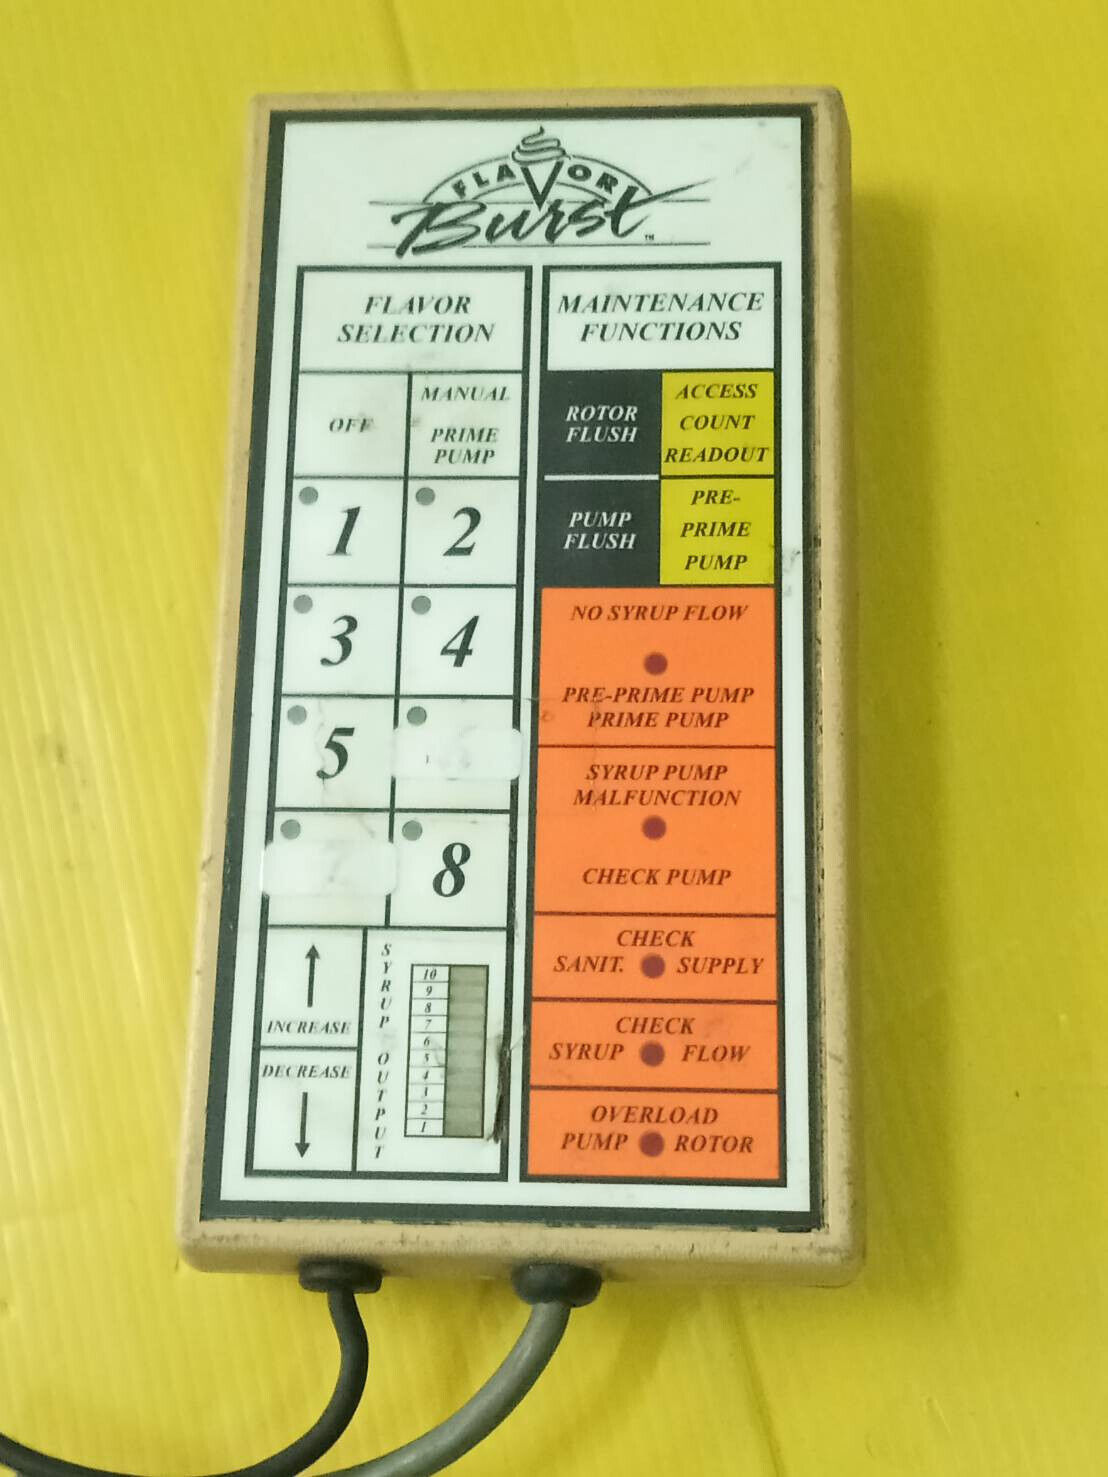 FLAVOR
Burst™
FLAVOR
SELECTION
OFF
MANUAL
PRIME
PUMP
1
2
3
4
5
8
INCREASE
DECREASE
SYRUP OUTPUT
10
9
8
7
6
5
4
3
2
1
MAINTENANCE
FUNCTIONS
ROTOR
FLUSH
ACCESS
COUNT
READOUT
PUMP
FLUSH
PRE-
PRIME
PUMP
NO SYRUP FLOW
PRE-PRIME PUMP
PRIME PUMP
SYRUP PUMP
MALFUNCTION
CHECK PUMP
CHECK
SANIT. SUPPLY
CHECK
SYRUP FLOW
OVERLOAD
PUMP ROTOR